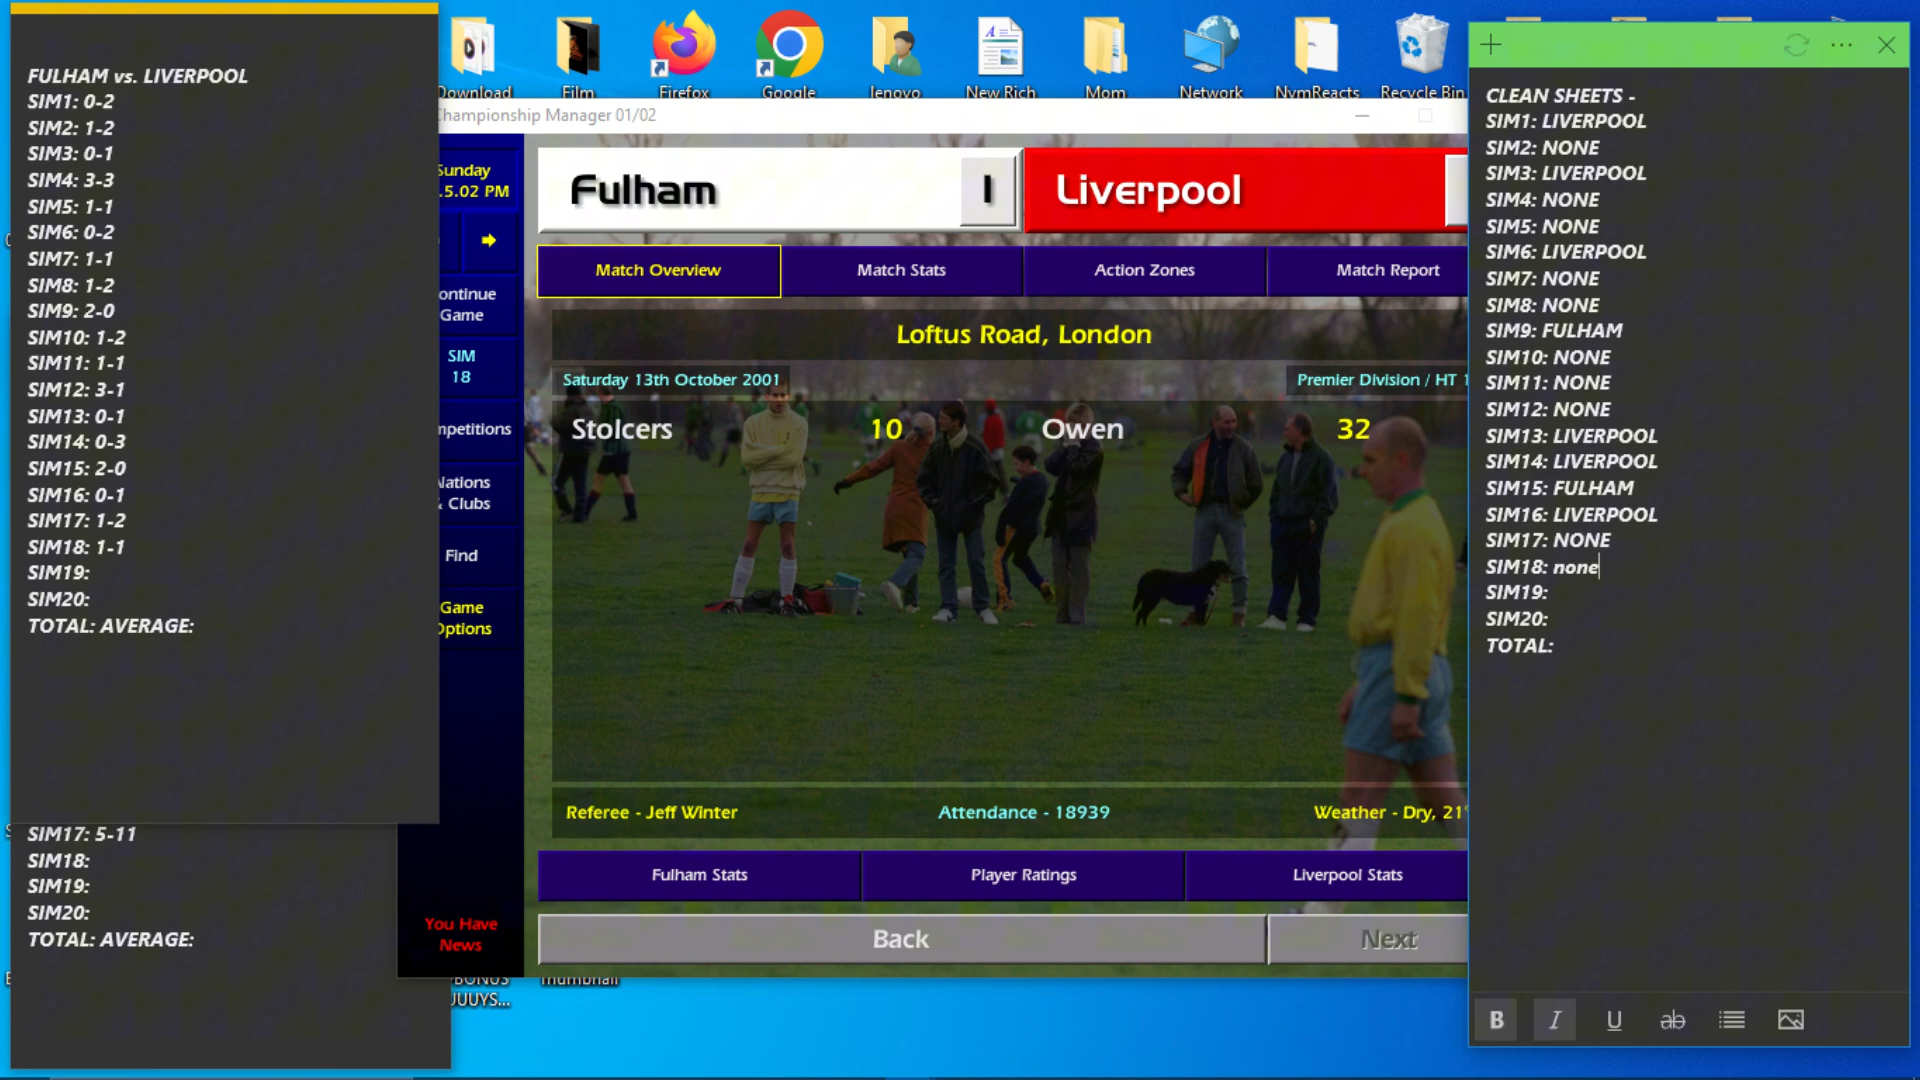 FULHAM vs. LIVERPOOL
SIM1: 0-2
SIM2: 1-2
SIM3: 0-1
SIM4: 3-3
SIM5: 1-1
SIM6: 0-2
SIM7: 1-1
SIM8: 1-2
SIM9: 2-0
SIM10: 1-2
SIM11: 1-1
SIM12: 3-1
SIM13: 0-1
SIM14: 0-3
SIM15: 2-0
SIM16: 0-1
SIM17: 1-2
SIM18: 1-1
SIM19:
SIM20:
TOTAL: AVERAGE:
SIM17: 5-11
SIM18:
SIM19:
SIM20:
TOTAL: AVERAGE:
Download
Film
Firefox
Google
lenovo
New Rich
Mom
Network
NymReacts
Recycle Bin
hampionship Manager 01/02
Sunday
.5.02 PM
ontinue
Game
SIM
18
mpetitions
Nations
& Clubs
Find
Game
Options
You Have
News
Fulham 1 Liverpool
Match Overview Match Stats Action Zones Match Report
Loftus Road, London
Saturday 13th October 2001 Premier Division / HT 1
Stolcers 10 Owen 32
Referee - Jeff Winter Attendance - 18939 Weather - Dry, 21°
Fulham Stats Player Ratings Liverpool Stats
Back Next
BONUS
UUUYS...
Thumbnail
CLEAN SHEETS -
SIM1: LIVERPOOL
SIM2: NONE
SIM3: LIVERPOOL
SIM4: NONE
SIM5: NONE
SIM6: LIVERPOOL
SIM7: NONE
SIM8: NONE
SIM9: FULHAM
SIM10: NONE
SIM11: NONE
SIM12: NONE
SIM13: LIVERPOOL
SIM14: LIVERPOOL
SIM15: FULHAM
SIM16: LIVERPOOL
SIM17: NONE
SIM18: none
SIM19:
SIM20:
TOTAL:
B I U ab